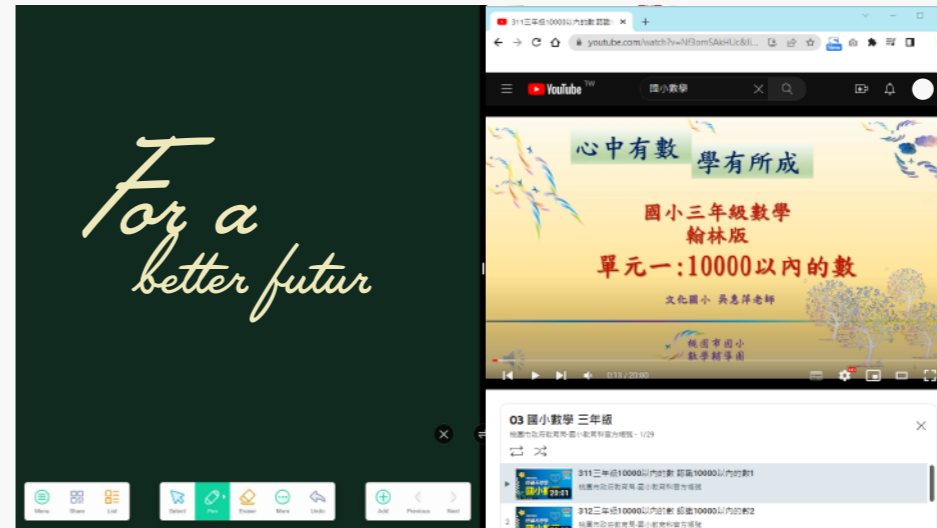 For a
better futur
Menu
Share
List
Select
Pen
Eraser
More
Undo
Add
Previous
Next
311三年級10000以內的數 認識1
youtube.com/watch?v=
YouTube TW
國小數學
心中有數
學有所成
國小三年級數學
翰林版
單元一:10000以內的數
文化國小 吳惠萍老師
桃園市國小
數學輔導團
0:13 / 20:00
03 國小數學 三年級
桃園市政府教育局-國小教育科官方頻道 - 1/29
311三年級10000以內的數 認識10000以內的數1
桃園市政府教育局-國小教育科官方頻道
20:01
312三年級10000以內的數 認識10000以內的數2
2
桃園市政府教育局-國小教育科官方頻道